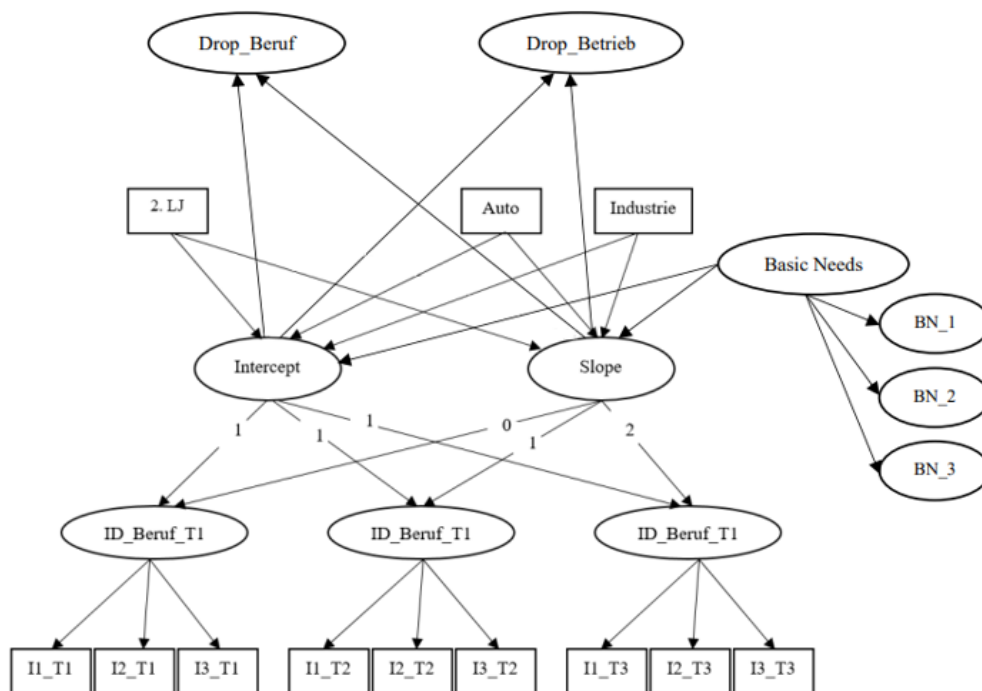 Drop_Beruf
Drop_Betrieb
2. LJ
Auto
Industrie
Basic Needs
BN_1
Intercept
Slope
BN_2
1
1
1
0
1
2
BN_3
ID_Beruf_T1
ID_Beruf_T1
ID_Beruf_T1
I1_T1
I2_T1
I3_T1
I1_T2
I2_T2
I3_T2
I1_T3
I2_T3
I3_T3